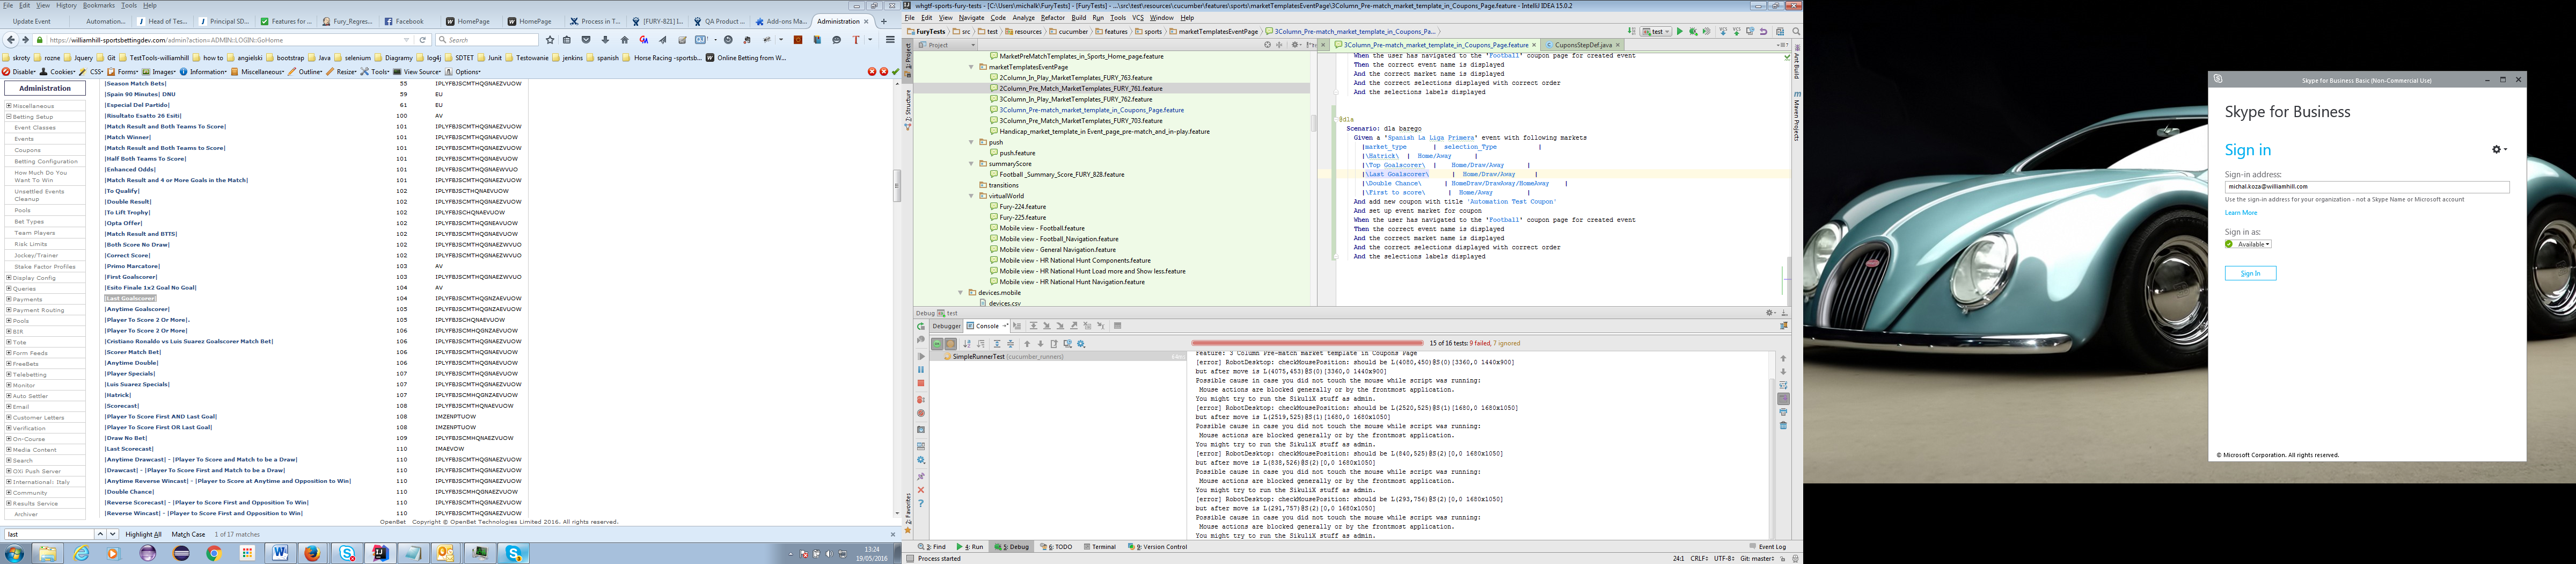 File Edit View History Bookmarks Tools Help
Update Event Automation... Head of Tes... Principal SD... Features for ... Fury_Regres... Facebook HomePage HomePage Process in T... [FURY-821] I... QA Product ... Add-ons Ma... Administration
https://williamhill-sportsbettingdev.com/admin?action=ADMIN::LOGIN::GoHome Search
skroty rozne Jquery Git TestTools-williamhill how to angielski bootstrap Java selenium Diagramy log4j SDTET Junit Testowanie jenkins spanish Horse Racing -sportsb... Online Betting from W...
Disable Cookies CSS Forms Images Information Miscellaneous Outline Resize Tools View Source Options
Administration
Miscellaneous
Betting Setup
Event Classes
Events
Coupons
Betting Configuration
How Much Do You
Want To Win
Unsettled Events
Cleanup
Pools
Bet Types
Team Players
Risk Limits
Jockey/Trainer
Stake Factor Profiles
Display Config
Queries
Payments
Payment Routing
Pools
BIR
Tote
Form Feeds
FreeBets
Telebetting
Monitor
Auto Settler
Email
Customer Letters
Verification
On-Course
Media Content
Search
OXi Push Server
International: Italy
Community
Results Service
Archiver
|Season Match Bets| 55 IPLYFBJSCMTHQGNAEZVUOW
|Spain 90 Minutes| DNU 59 EU
|Especial Del Partido| 61 EU
|Risultato Esatto 26 Esiti| 100 AV
|Match Result and Both Teams To Score| 101 IPLYFBJSCMTHQGNAEZVUOW
|Match Winner| 101 IPLYFBJSCMTHQGNAEZVUOW
|Match Result and Both Teams to Score| 101 IPLYFBJSCMTHQGNAEZVUOW
|Half Both Teams To Score| 101 IPLYFBJSCMTHQGNAEZVUOW
|Enhanced Odds| 101 IPLYFBJSCMTHQGNAEWVUO
|Match Result and 4 or More Goals in the Match| 101 IPLYFBJSCMTHQGNAEZVUOW
|To Qualify| 102 IPLYFBJSCTHQNAEVUOW
|Double Result| 102 IPLYFBJSCMTHQGNAEZVUOW
|To Lift Trophy| 102 IPLYFBJSCHQNAEVUOW
|Opta Offer| 102 IPLYFBJSCMTHQGNEAVUOW
|Match Result and BTTS| 102 IPLYFBJSCMTHQGNAEZVUOW
|Both Score No Draw| 102 IPLYFBJSCMTHQGNAEZWVUO
|Correct Score| 102 IPLYFBJSCMTHQGNAEZVUOW
|Primo Marcatore| 103 AV
|First Goalscorer| 103 IPLYFBJSCMTHQGNAEZWVUO
|Esito Finale 1x2 Goal No Goal| 104 AV
|Last Goalscorer| 104 IPLYFBJSCMTHQGNZAEVUOW
|Anytime Goalscorer| 105 IPLYFBJSCMTHQGNZAEVUOW
|Player To Score 2 Or More|. 105 IPLYFBJSCHQNAEVUOW
|Player To Score 2 Or More| 106 IPLYFBJSCMHQGNZAEVUOW
|Cristiano Ronaldo vs Luis Suarez Goalscorer Match Bet| 106 IPLYFBJSCMTHQGNAEZVUOW
|Scorer Match Bet| 106 IPLYFBJSCMTHQGNAEZVUOW
|Anytime Double| 106 IPLYFBJSCMTHQGNAEZVUOW
|Player Specials| 107 IPLYFBJSCMTHQGNAEZVUOW
|Luis Suarez Specials| 107 IPLYFBJSCMTHQGNAEZVUOW
|Hatrick| 107 IPLYFBJSCMHQGNZAEVUOW
|Scorecast| 108 IPLYFBJSCMTHQNAEVUOW
|Player To Score First AND Last Goal| 108 IMZENPTUOW
|Player To Score First OR Last Goal| 108 IMZENPTUOW
|Draw No Bet| 109 IPLYFBJSCMHQNAEZVUOW
|Last Scorecast| 110 IMAEVOW
|Anytime Drawcast| - |Player To Score and Match to be a Draw| 110 IPLYFBJSCMTHQGNAEZVUOW
|Drawcast| - |Player To Score First and Match to be a Draw| 110 IPLYFBJSCMTHQGNAEZVUOW
|Anytime Reverse Wincast| - |Player to Score at Anytime and Opposition to Win| 110 IPLYFBJSCMTHQGNAEZVUOW
|Double Chance| 110 IPLYFBJSCMTHQGNAEZVUOW
|Reverse Scorecast| - |Player to Score First and Opposition To Win| 110 IPLYFBJSCMTHQGNAEZVUOW
|Reverse Wincast| - |Player to Score First and Opposition to Win| 110 IPLYFBJSCMTHQGNAEZVUOW
OpenBet Copyright © OpenBet Technologies Limited 2016. All rights reserved.
last Highlight All Match Case 1 of 17 matches
13:24
19/05/2016
whgtf-sports-fury-tests - [C:\Users\michalk\FuryTests] - [FuryTests] - ...\src\test\resources\cucumber\features\sports\marketTemplatesEventPage\3Column_Pre-match_market_template_in_Coupons_Page.feature - IntelliJ IDEA 15.0.2
File Edit View Navigate Code Analyze Refactor Build Run Tools VCS Window Help
FuryTests src test resources cucumber features sports marketTemplatesEventPage 3Column_Pre-match_market_template_in_Coupons_Pa... test
Project 3Column_Pre-match_market_template_in_Coupons_Page.feature CuponsStepDef.java
1: Project
7: Structure
2: Favorites
Ant Build
Maven Projects
MarketPreMatchTemplates_in_Sports_Home_page.feature
marketTemplatesEventPage
2Column_In_Play_MarketTemplates_FURY_763.feature
2Column_Pre_Match_MarketTemplates_FURY_761.feature
3Column_In_Play_MarketTemplates_FURY_762.feature
3Column_Pre-match_market_template_in_Coupons_Page.feature
3Column_Pre_Match_MarketTemplates_FURY_703.feature
Handicap_market_template_in Event_page_pre-match_and_in-play.feature
push
push.feature
summaryScore
Football _Summary_Score_FURY_828.feature
transitions
virtualWorld
Fury-224.feature
Fury-225.feature
Mobile view - Football.feature
Mobile view - Football_Navigation.feature
Mobile view - General Navigation.feature
Mobile view - HR National Hunt Components.feature
Mobile view - HR National Hunt Load more and Show less.feature
Mobile view - HR National Hunt Navigation.feature
devices.mobile
devices.csv
When the user has navigated to the 'Football' coupon page for created event
Then the correct event name is displayed
And the correct market name is displayed
And the correct selections displayed with correct order
And the selections labels displayed
@dla
Scenario: dla barego
Given a 'Spanish La Liga Primera' event with following markets
|market_type | selection_Type |
|\Hatrick\ | Home/Away |
|\Top Goalscorer\ | Home/Draw/Away |
|\Last Goalscorer\ | Home/Draw/Away |
|\Double Chance\ | HomeDraw/DrawAway/HomeAway |
|\First to score\ | Home/Away |
And add new coupon with title 'Automation Test Coupon'
And set up event market for coupon
When the user has navigated to the 'Football' coupon page for created event
Then the correct event name is displayed
And the correct market name is displayed
And the correct selections displayed with correct order
And the selections labels displayed
Debug test
Debugger Console
15 of 16 tests: 9 failed, 7 ignored
SimpleRunnerTest (cucumber_runners)
Feature: 3 Column Pre-match market template in Coupons Page
[error] RobotDesktop: checkMousePosition: should be L(4080,450)@S(0)[3360,0 1440x900]
but after move is L(4075,453)@S(0)[3360,0 1440x900]
Possible cause in case you did not touch the mouse while script was running:
Mouse actions are blocked generally or by the frontmost application.
You might try to run the SikuliX stuff as admin.
[error] RobotDesktop: checkMousePosition: should be L(2520,525)@S(1)[1680,0 1680x1050]
but after move is L(2519,525)@S(1)[1680,0 1680x1050]
Possible cause in case you did not touch the mouse while script was running:
Mouse actions are blocked generally or by the frontmost application.
You might try to run the SikuliX stuff as admin.
[error] RobotDesktop: checkMousePosition: should be L(840,525)@S(2)[0,0 1680x1050]
but after move is L(838,526)@S(2)[0,0 1680x1050]
Possible cause in case you did not touch the mouse while script was running:
Mouse actions are blocked generally or by the frontmost application.
You might try to run the SikuliX stuff as admin.
[error] RobotDesktop: checkMousePosition: should be L(293,756)@S(2)[0,0 1680x1050]
but after move is L(291,757)@S(2)[0,0 1680x1050]
Possible cause in case you did not touch the mouse while script was running:
Mouse actions are blocked generally or by the frontmost application.
You might try to run the SikuliX stuff as admin.
3: Find 4: Run 5: Debug 6: TODO Terminal 9: Version Control Event Log
Process started 24:1 CRLF UTF-8 Git: master
Skype for Business Basic (Non-Commercial Use)
Skype for Business
Sign in
Sign-in address:
michal.koza@williamhill.com
Use the sign-in address for your organization - not a Skype Name or Microsoft account
Learn More
Sign in as:
Available
Sign In
© Microsoft Corporation. All rights reserved.